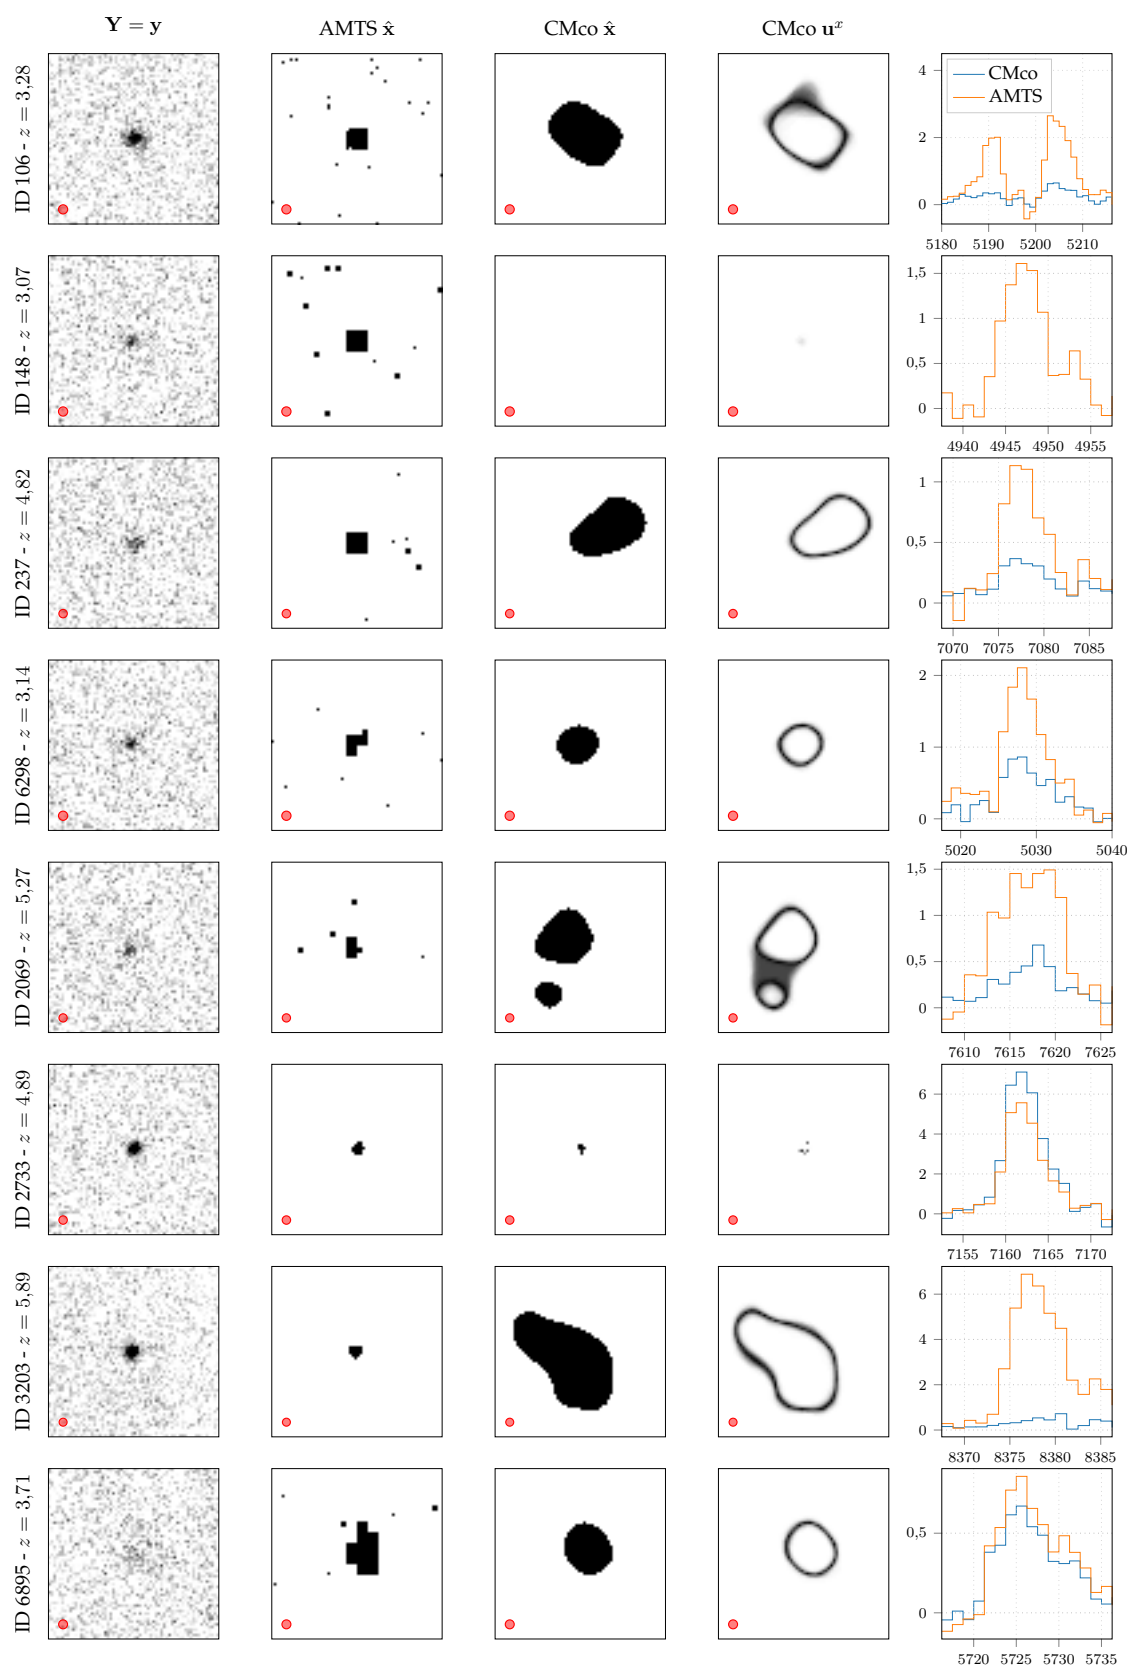 Y = y AMTS x̂ CMco x̂ CMco uˣ
ID 106 - z = 3,28
CMco
AMTS
4
2
0
5180 5190 5200 5210
ID 148 - z = 3,07
1,5
1
0,5
0
4940 4945 4950 4955
ID 237 - z = 4,82
1
0,5
0
7070 7075 7080 7085
ID 6298 - z = 3,14
2
1
0
5020 5030 5040
ID 2069 - z = 5,27
1,5
1
0,5
0
7610 7615 7620 7625
ID 2733 - z = 4,89
6
4
2
0
7155 7160 7165 7170
ID 3203 - z = 5,89
6
4
2
0
8370 8375 8380 8385
ID 6895 - z = 3,71
0,5
0
5720 5725 5730 5735